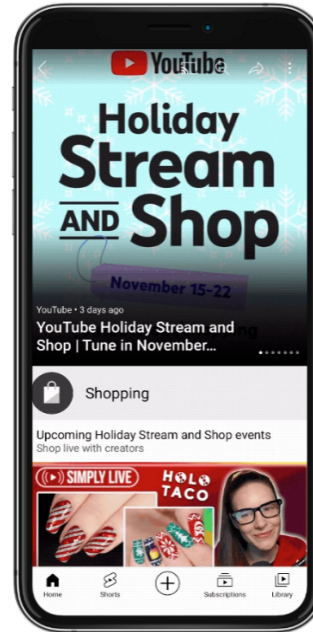 YouTube
Holiday
Stream
AND Shop
November 15-22
YouTube • 3 days ago
YouTube Holiday Stream and
Shop | Tune in November...
Shopping
Upcoming Holiday Stream and Shop events
Shop live with creators
((•)) SIMPLY LIVE
HOLO
TACO
Home
Shorts
Subscriptions
Library